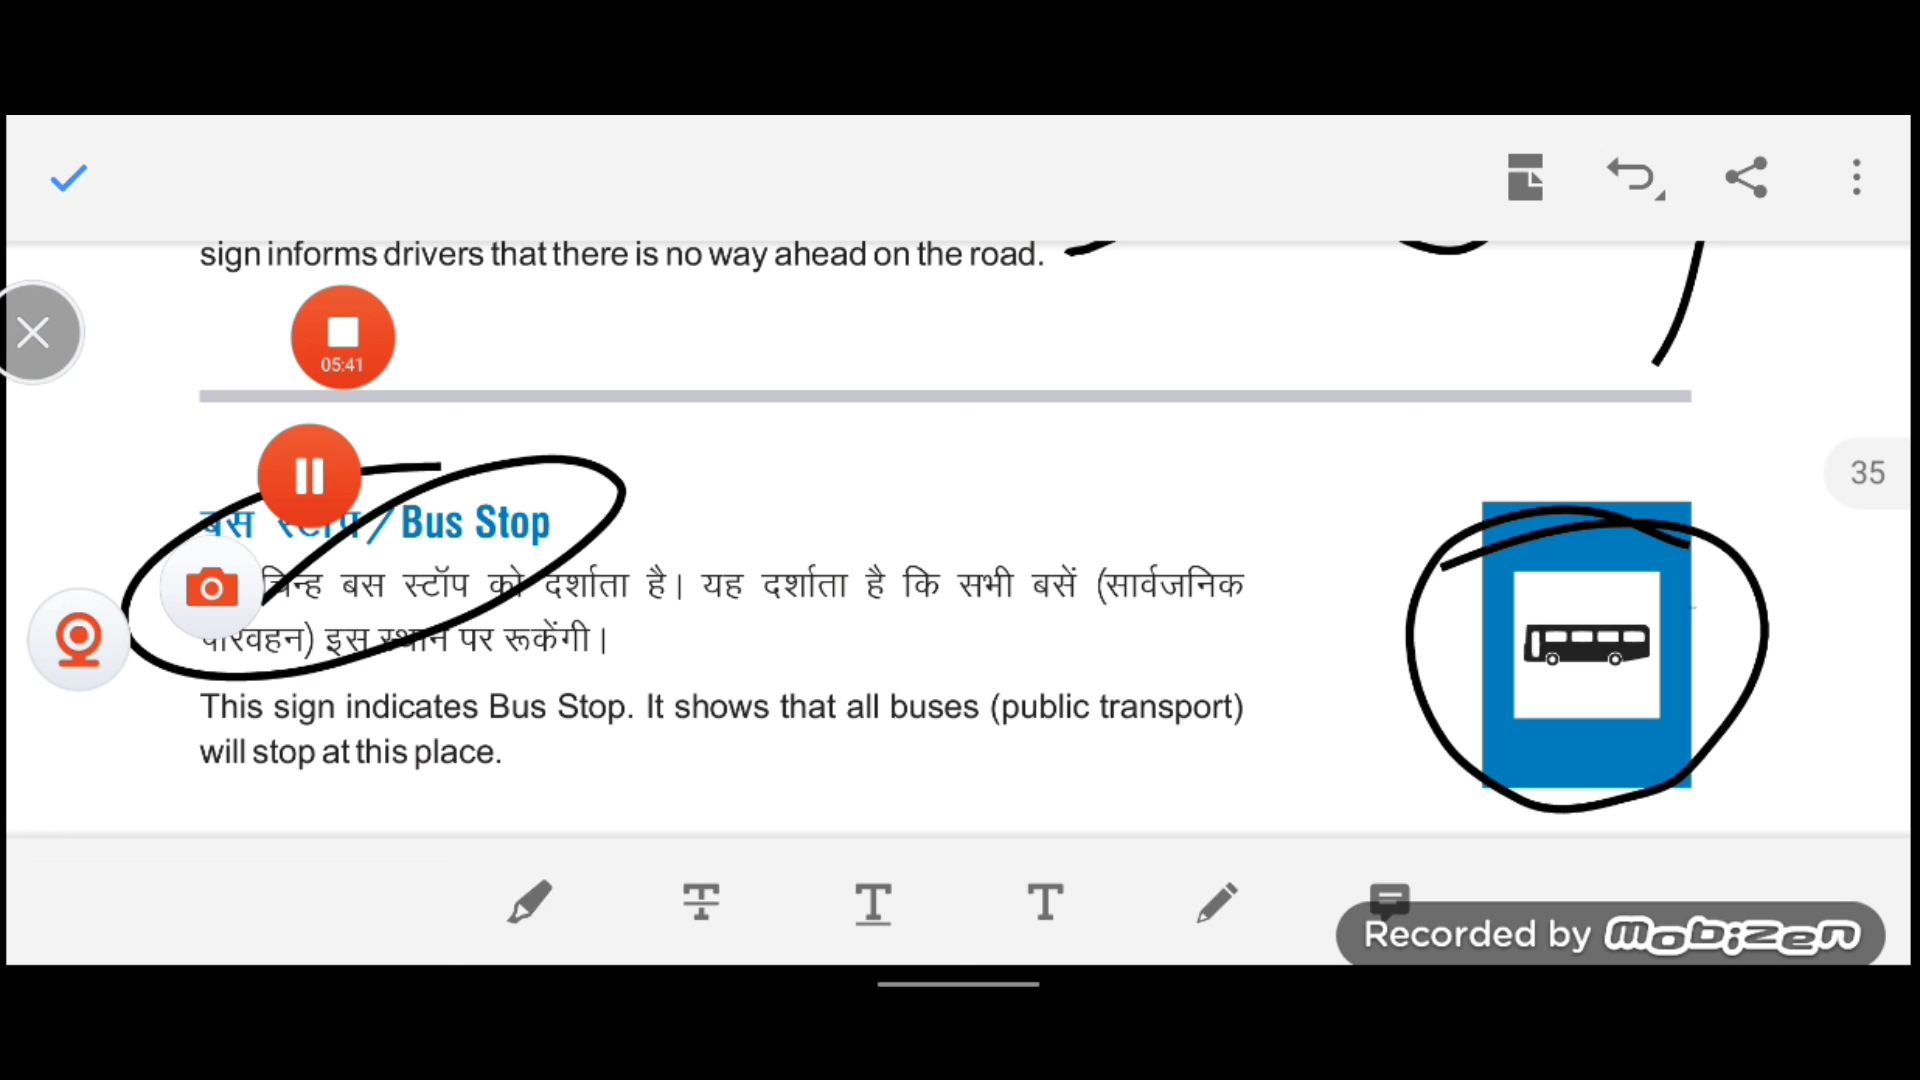 sign informs drivers that there is no way ahead on the road.
05:41
35
बस स्टॉप/Bus Stop
चिन्ह बस स्टॉप को दर्शाता है। यह दर्शाता है कि सभी बसें (सार्वजनिक
परिवहन) इस स्थान पर रूकेंगी।
This sign indicates Bus Stop. It shows that all buses (public transport)
will stop at this place.
T T T
Recorded by mobizen